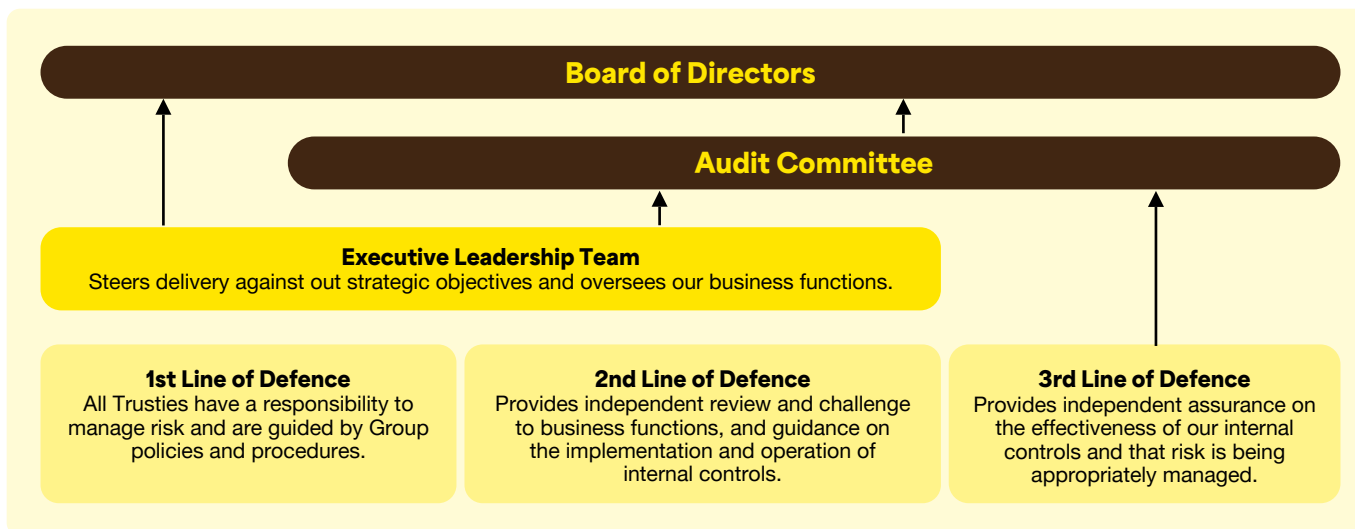 Board of Directors
Audit Committee
Executive Leadership Team
Steers delivery against out strategic objectives and oversees our business functions.
1st Line of Defence
All Trusties have a responsibility to
manage risk and are guided by Group
policies and procedures.
2nd Line of Defence
Provides independent review and challenge
to business functions, and guidance on
the implementation and operation of
internal controls.
3rd Line of Defence
Provides independent assurance on
the effectiveness of our internal
controls and that risk is being
appropriately managed.